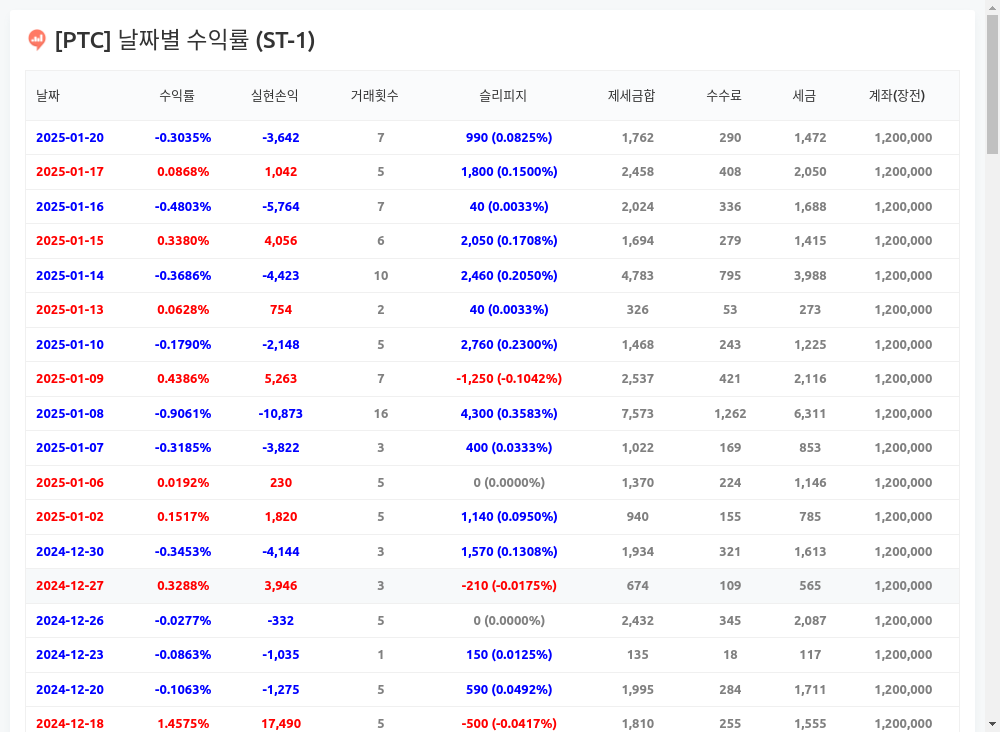 [PTC] 날짜별 수익률 (ST-1)
날짜 수익률 실현손익 거래횟수 슬리피지 제세금합 수수료 세금 계좌(장전)
2025-01-20 -0.3035% -3,642 7 990 (0.0825%) 1,762 290 1,472 1,200,000
2025-01-17 0.0868% 1,042 5 1,800 (0.1500%) 2,458 408 2,050 1,200,000
2025-01-16 -0.4803% -5,764 7 40 (0.0033%) 2,024 336 1,688 1,200,000
2025-01-15 0.3380% 4,056 6 2,050 (0.1708%) 1,694 279 1,415 1,200,000
2025-01-14 -0.3686% -4,423 10 2,460 (0.2050%) 4,783 795 3,988 1,200,000
2025-01-13 0.0628% 754 2 40 (0.0033%) 326 53 273 1,200,000
2025-01-10 -0.1790% -2,148 5 2,760 (0.2300%) 1,468 243 1,225 1,200,000
2025-01-09 0.4386% 5,263 7 -1,250 (-0.1042%) 2,537 421 2,116 1,200,000
2025-01-08 -0.9061% -10,873 16 4,300 (0.3583%) 7,573 1,262 6,311 1,200,000
2025-01-07 -0.3185% -3,822 3 400 (0.0333%) 1,022 169 853 1,200,000
2025-01-06 0.0192% 230 5 0 (0.0000%) 1,370 224 1,146 1,200,000
2025-01-02 0.1517% 1,820 5 1,140 (0.0950%) 940 155 785 1,200,000
2024-12-30 -0.3453% -4,144 3 1,570 (0.1308%) 1,934 321 1,613 1,200,000
2024-12-27 0.3288% 3,946 3 -210 (-0.0175%) 674 109 565 1,200,000
2024-12-26 -0.0277% -332 5 0 (0.0000%) 2,432 345 2,087 1,200,000
2024-12-23 -0.0863% -1,035 1 150 (0.0125%) 135 18 117 1,200,000
2024-12-20 -0.1063% -1,275 5 590 (0.0492%) 1,995 284 1,711 1,200,000
2024-12-18 1.4575% 17,490 5 -500 (-0.0417%) 1,810 255 1,555 1,200,000